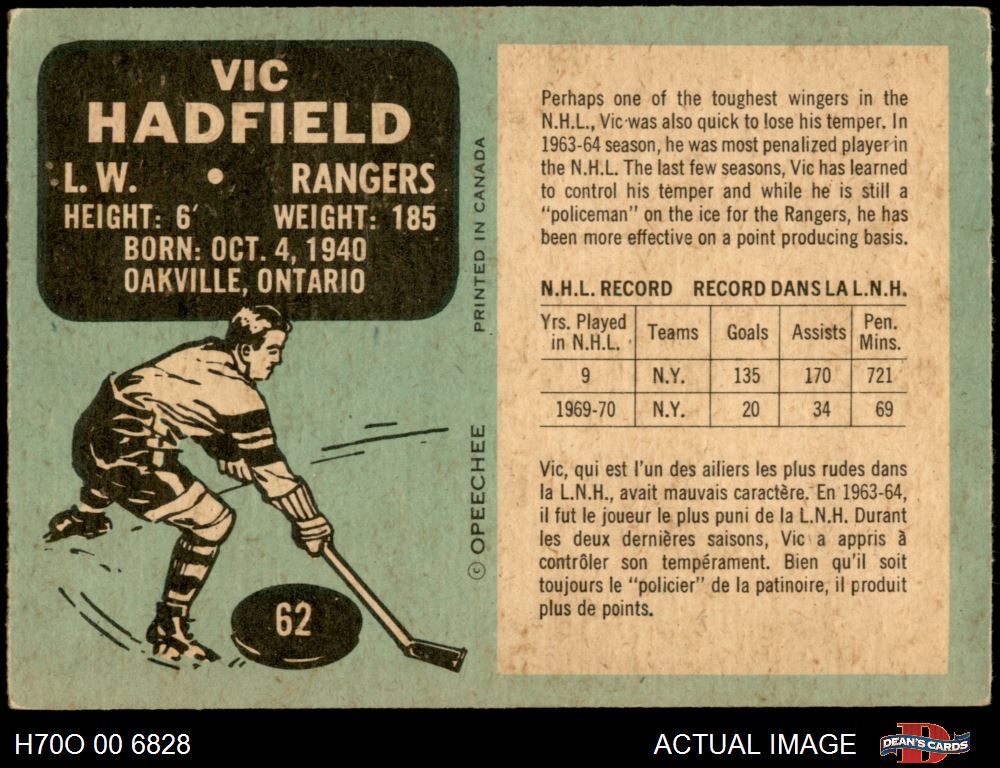 VIC
HADFIELD
L. W. • RANGERS
HEIGHT: 6′ WEIGHT: 185
BORN: OCT. 4, 1940
OAKVILLE, ONTARIO
62
© OPEECHEE PRINTED IN CANADA
Perhaps one of the toughest wingers in the
N.H.L., Vic was also quick to lose his temper. In
1963-64 season, he was most penalized player in
the N.H.L. The last few seasons, Vic has learned
to control his temper and while he is still a
"policeman" on the ice for the Rangers, he has
been more effective on a point producing basis.
N.H.L. RECORD RECORD DANS LA L.N.H.
Yrs. Played in N.H.L. Teams Goals Assists Pen. Mins.
9 N.Y. 135 170 721
1969-70 N.Y. 20 34 69
Vic, qui est l'un des ailiers les plus rudes dans
la L.N.H., avait mauvais caractère. En 1963-64,
il fut le joueur le plus puni de la L.N.H. Durant
les deux dernières saisons, Vic a appris à
contrôler son tempérament. Bien qu'il soit
toujours le "policier" de la patinoire, il produit
plus de points.
H70O 00 6828
ACTUAL IMAGE
DEAN'S CARDS